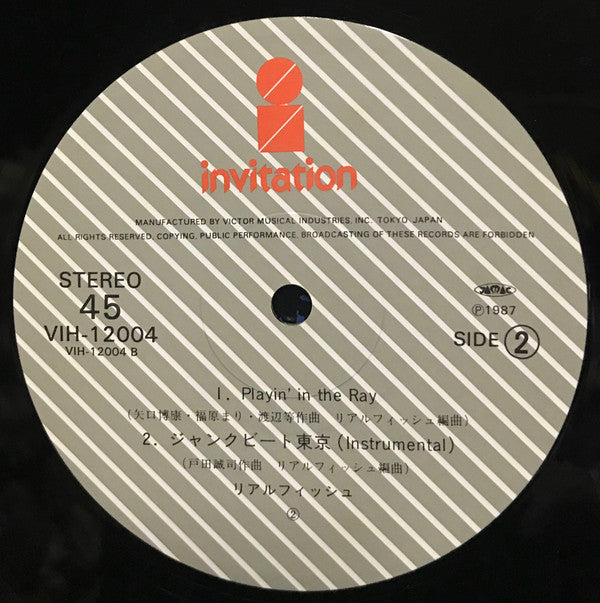 invitation
MANUFACTURED BY VICTOR MUSICAL INDUSTRIES, INC. TOKYO, JAPAN
ALL RIGHTS RESERVED. COPYING, PUBLIC PERFORMANCE, BROADCASTING OF THESE RECORDS ARE FORBIDDEN
STEREO
45
VIH-12004
VIH-12004 B
JAMAC
Ⓟ1987
SIDE ②
1. Playin' in the Ray
(矢口博康・福原まり・渡辺等作曲 リアルフィッシュ編曲)
2. ジャンクビート東京(Instrumental)
(戸田誠司作曲 リアルフィッシュ編曲)
リアルフィッシュ
②